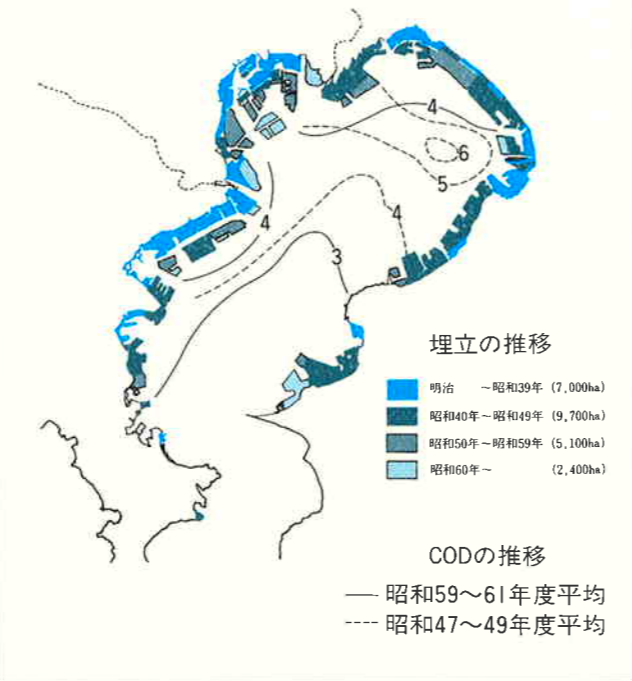 4
6
5
4
4
3
埋立の推移
明治 ～昭和39年 (7,000ha)
昭和40年～昭和49年 (9,700ha)
昭和50年～昭和59年 (5,100ha)
昭和60年～ (2,400ha)
CODの推移
昭和59～61年度平均
昭和47～49年度平均